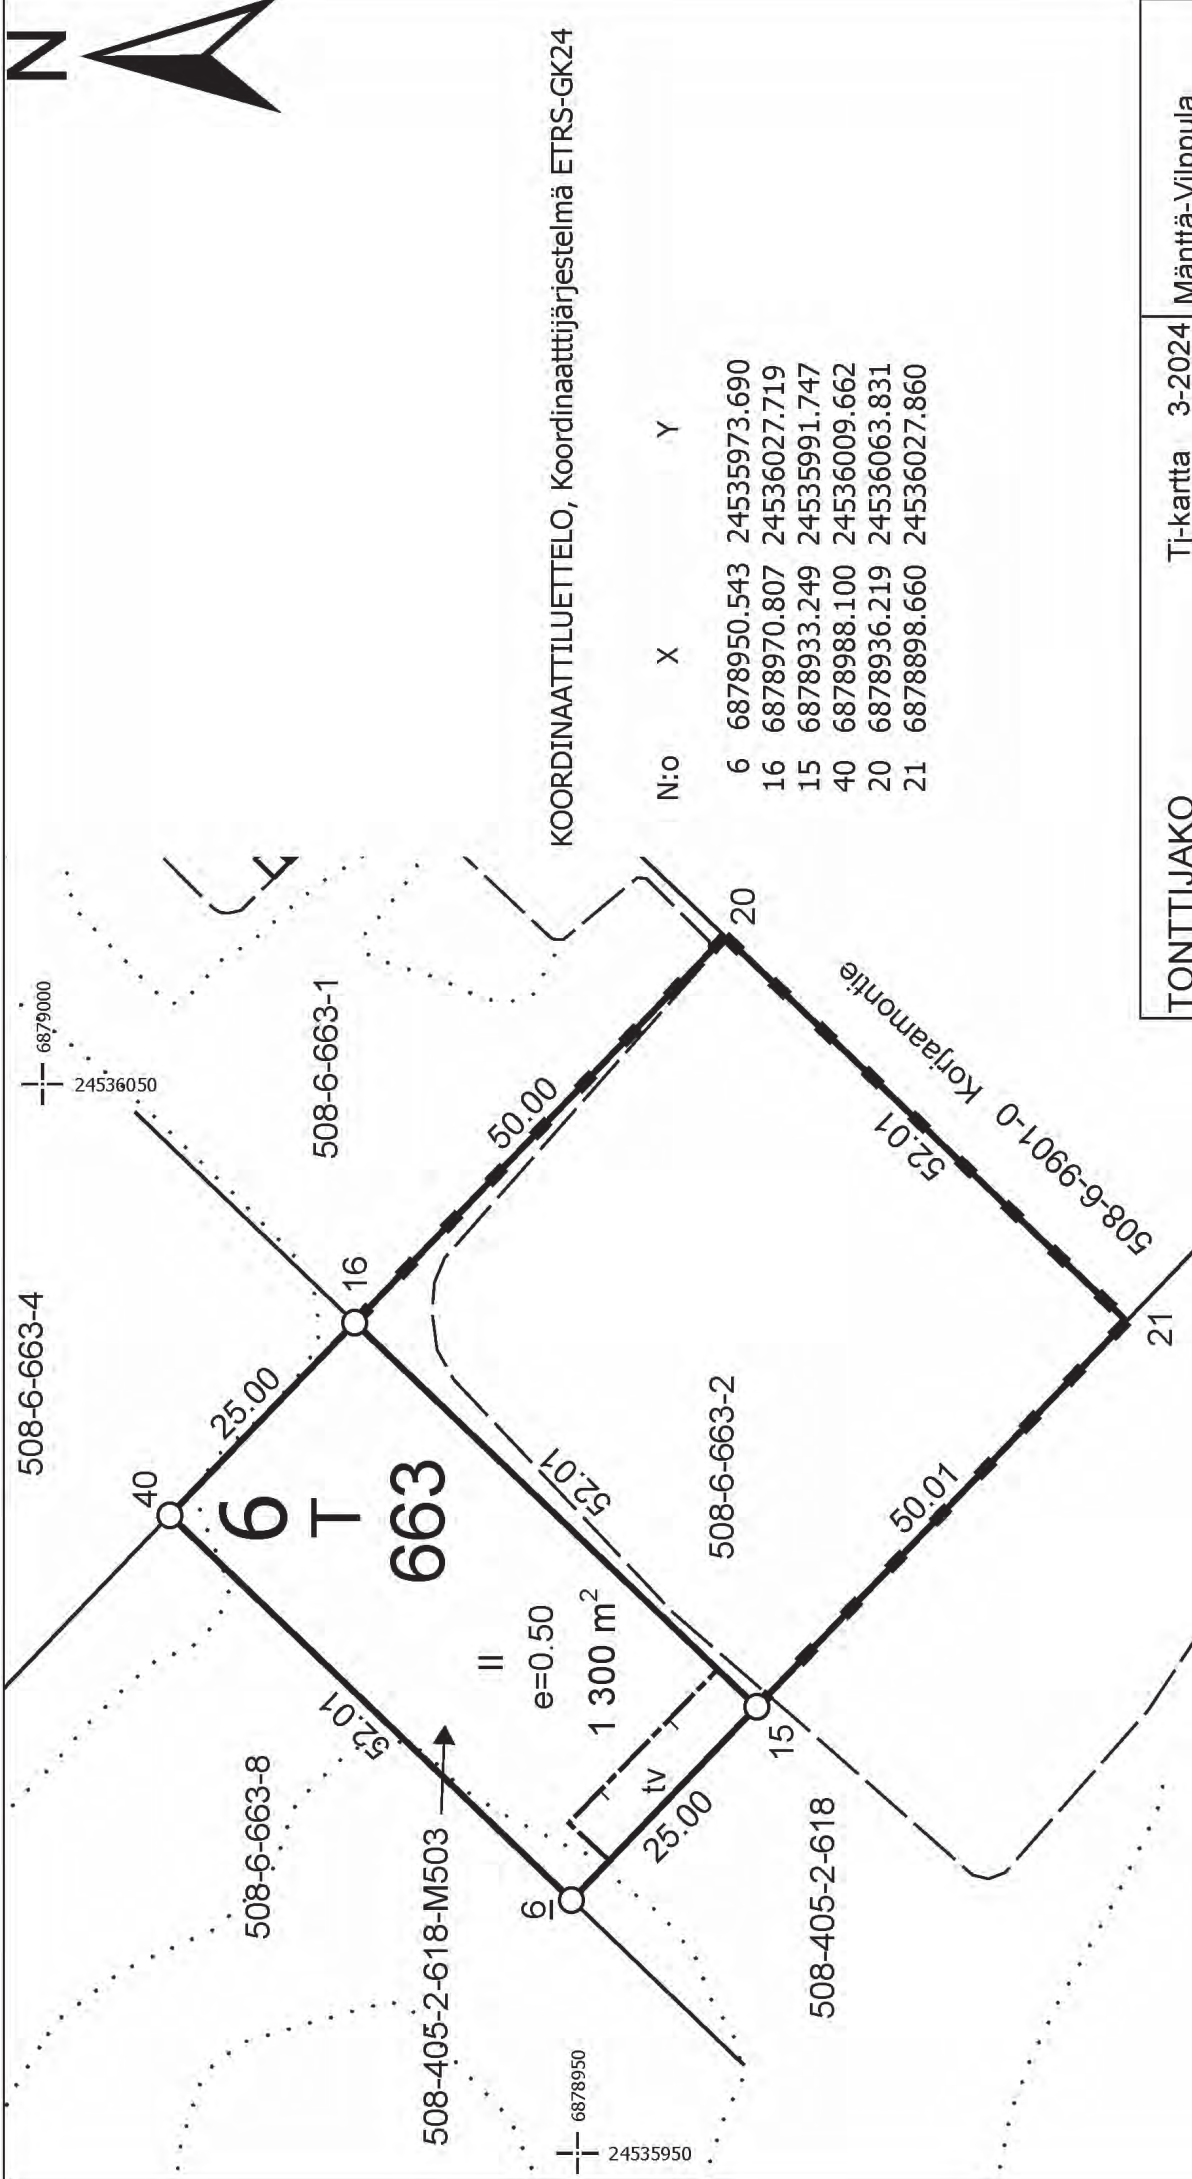 N
508-6-663-4
6879000
24536050
40
25.00
16
508-6-663-1
6
T
663
52.01
508-6-663-8
508-405-2-618-M503
II
e=0.50
1 300 m²
52.01
50.00
20
6
tv
25.00
15
508-6-663-2
52.01
508-6-9901-0 Korjaamontie
50.01
21
508-405-2-618
6878950
24535950
KOORDINAATTILUETTELO, Koordinaatttijärjestelmä ETRS-GK24
N:o X Y
6 6878950.543 24535973.690
16 6878970.807 24536027.719
15 6878933.249 24535991.747
40 6878988.100 24536009.662
20 6878936.219 24536063.831
21 6878898.660 24536027.860
TONTTIJAKO Tj-kartta 3-2024 Mänttä-Vilppula